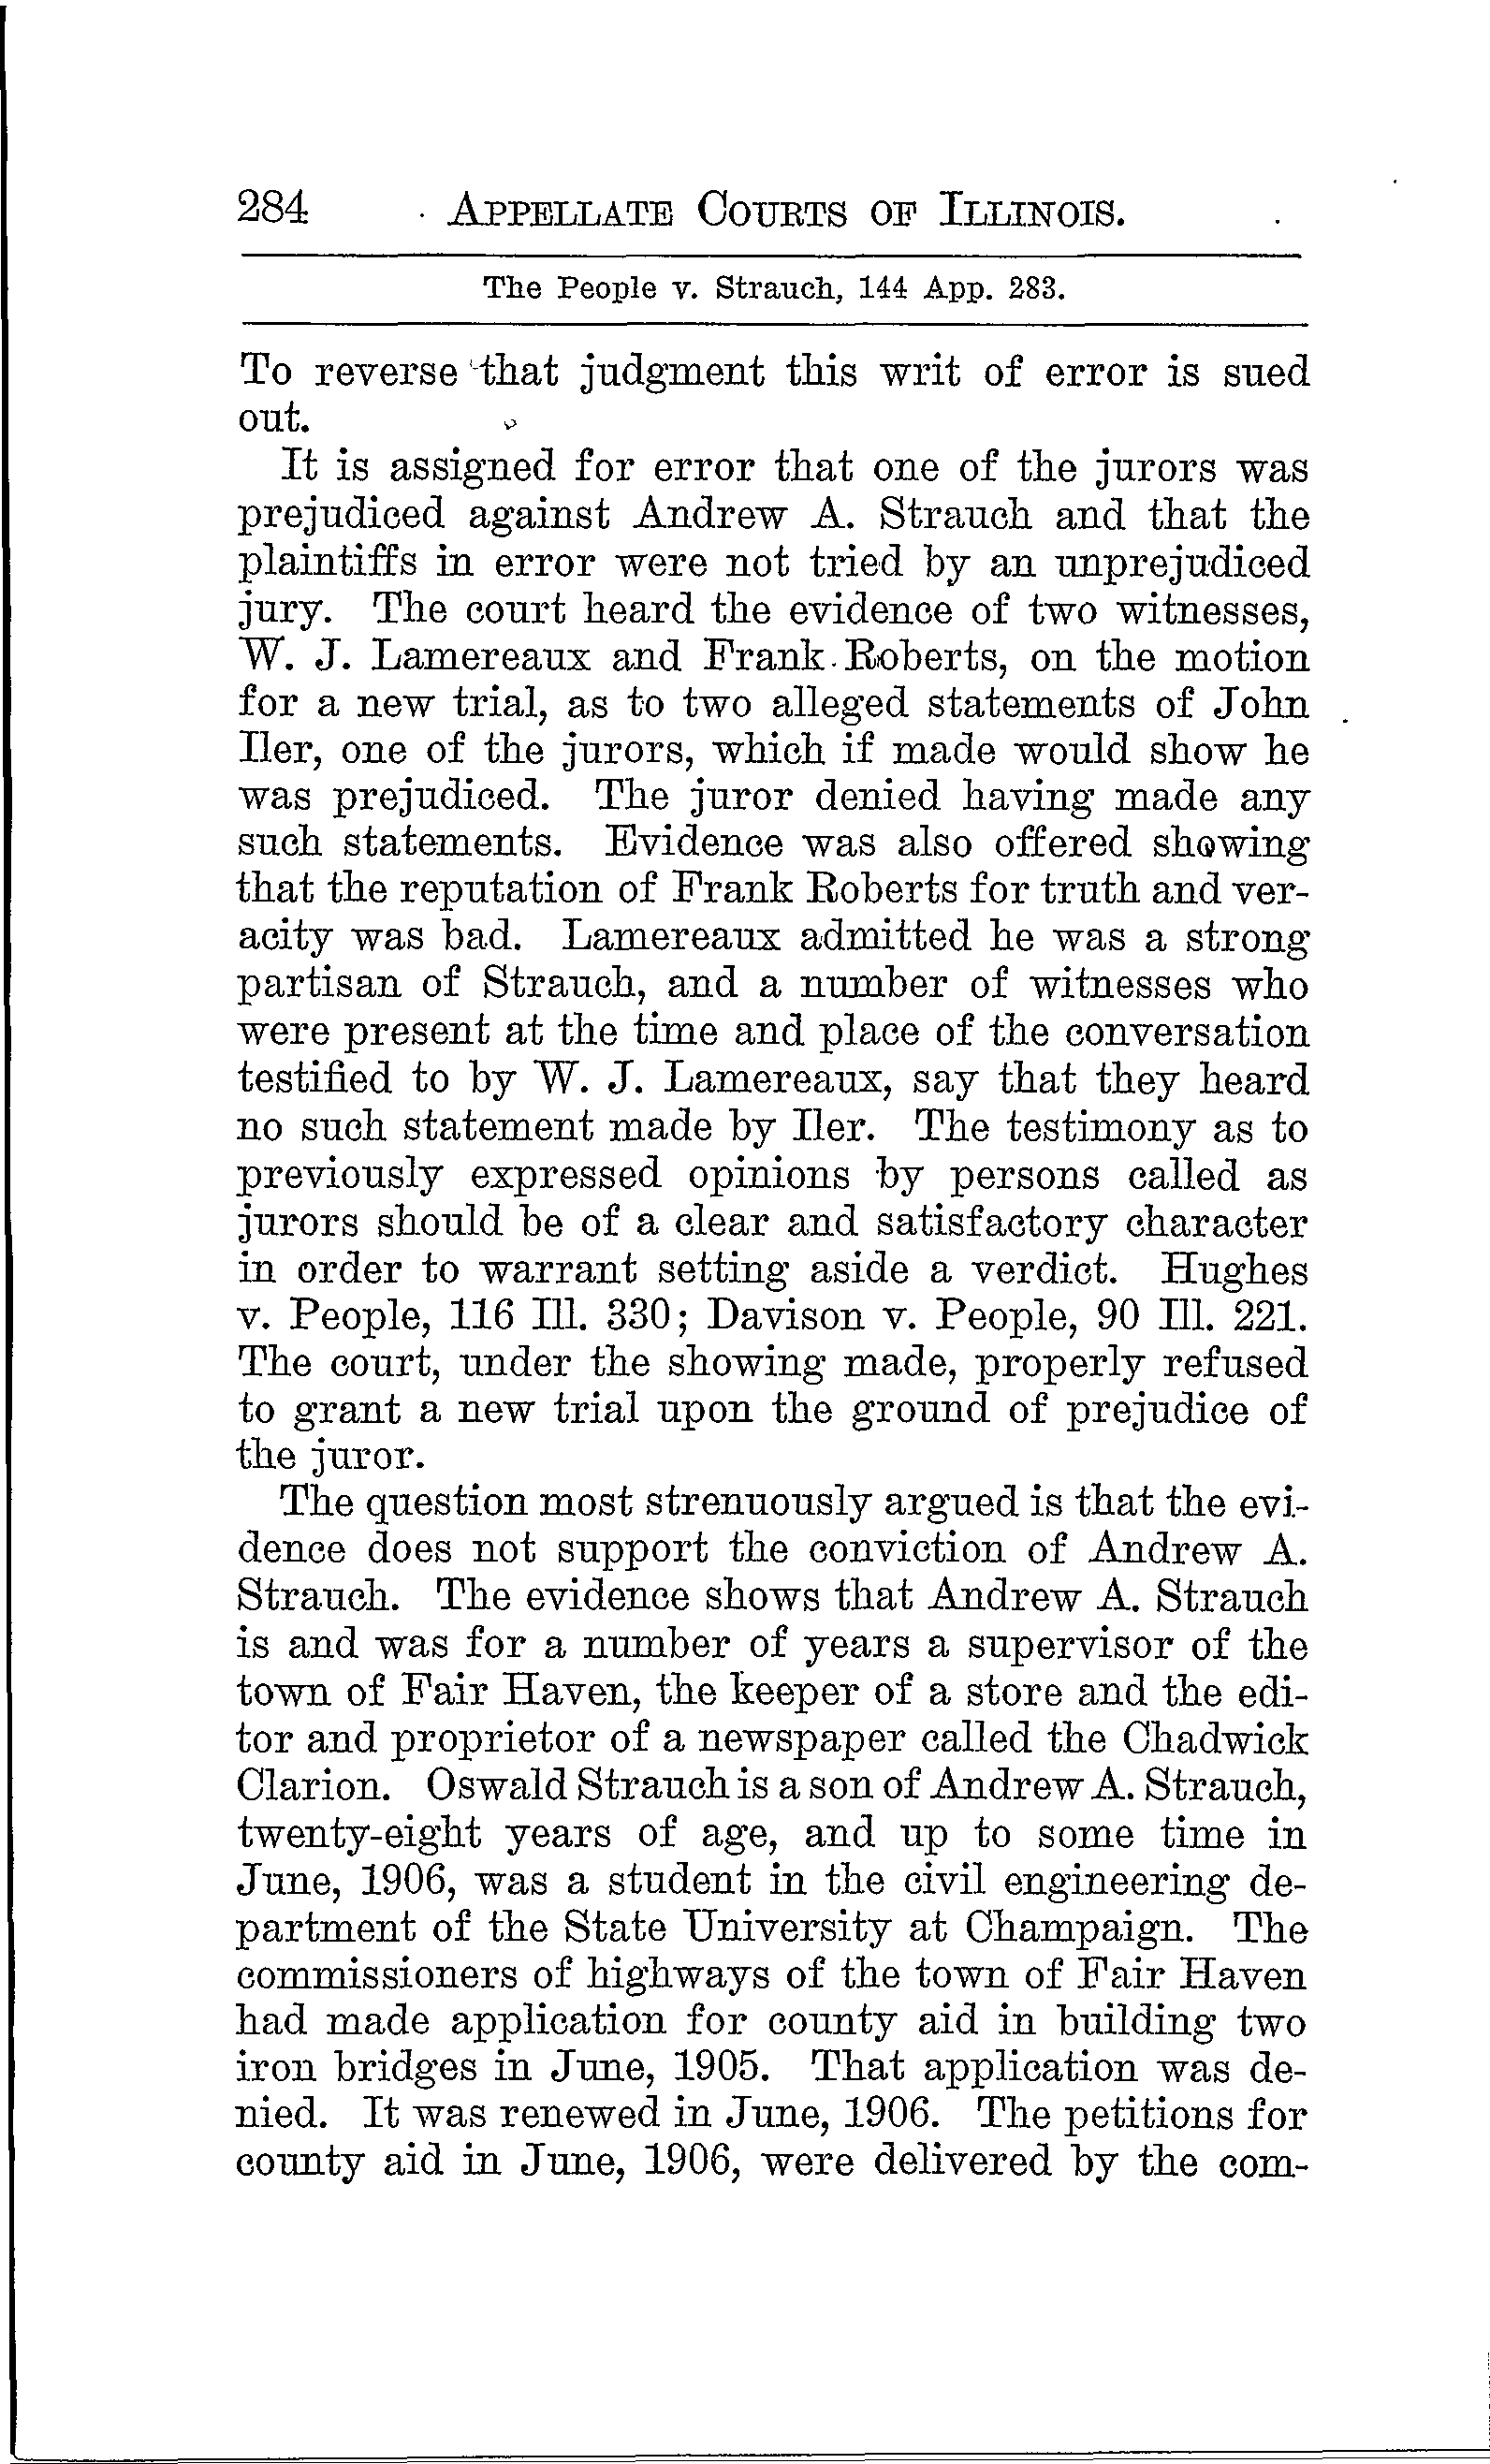 284 APPELLATE COURTS OF ILLINOIS.
The People v. Strauch, 144 App. 283.
To reverse that judgment this writ of error is sued
out.
It is assigned for error that one of the jurors was
prejudiced against Andrew A. Strauch and that the
plaintiffs in error were not tried by an unprejudiced
jury. The court heard the evidence of two witnesses,
W. J. Lamereaux and Frank Roberts, on the motion
for a new trial, as to two alleged statements of John
Iler, one of the jurors, which if made would show he
was prejudiced. The juror denied having made any
such statements. Evidence was also offered showing
that the reputation of Frank Roberts for truth and ver-
acity was bad. Lamereaux admitted he was a strong
partisan of Strauch, and a number of witnesses who
were present at the time and place of the conversation
testified to by W. J. Lamereaux, say that they heard
no such statement made by Iler. The testimony as to
previously expressed opinions by persons called as
jurors should be of a clear and satisfactory character
in order to warrant setting aside a verdict. Hughes
v. People, 116 Ill. 330; Davison v. People, 90 Ill. 221.
The court, under the showing made, properly refused
to grant a new trial upon the ground of prejudice of
the juror.
The question most strenuously argued is that the evi-
dence does not support the conviction of Andrew A.
Strauch. The evidence shows that Andrew A. Strauch
is and was for a number of years a supervisor of the
town of Fair Haven, the keeper of a store and the edi-
tor and proprietor of a newspaper called the Chadwick
Clarion. Oswald Strauch is a son of Andrew A. Strauch,
twenty-eight years of age, and up to some time in
June, 1906, was a student in the civil engineering de-
partment of the State University at Champaign. The
commissioners of highways of the town of Fair Haven
had made application for county aid in building two
iron bridges in June, 1905. That application was de-
nied. It was renewed in June, 1906. The petitions for
county aid in June, 1906, were delivered by the com-